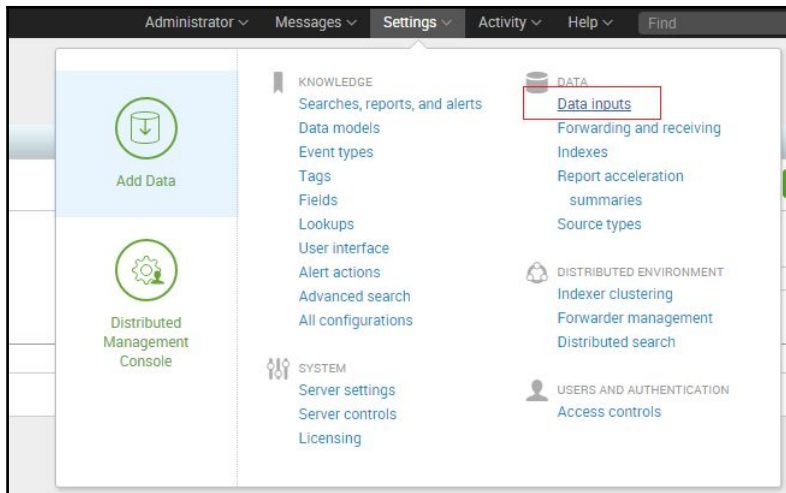 Administrator Messages Settings Activity Help Find
Add Data
Distributed
Management
Console
KNOWLEDGE
Searches, reports, and alerts
Data models
Event types
Tags
Fields
Lookups
User interface
Alert actions
Advanced search
All configurations
SYSTEM
Server settings
Server controls
Licensing
DATA
Data inputs
Forwarding and receiving
Indexes
Report acceleration
summaries
Source types
DISTRIBUTED ENVIRONMENT
Indexer clustering
Forwarder management
Distributed search
USERS AND AUTHENTICATION
Access controls